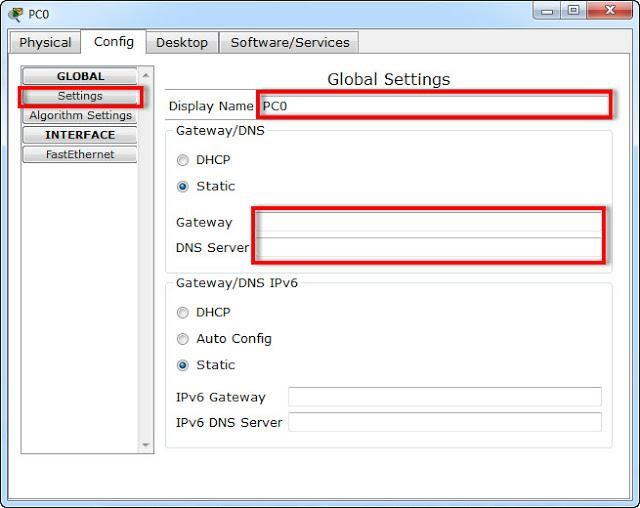 PC0
Physical Config Desktop Software/Services
GLOBAL
Settings
Algorithm Settings
INTERFACE
FastEthernet
Global Settings
Display Name PC0
Gateway/DNS
DHCP
Static
Gateway
DNS Server
Gateway/DNS IPv6
DHCP
Auto Config
Static
IPv6 Gateway
IPv6 DNS Server